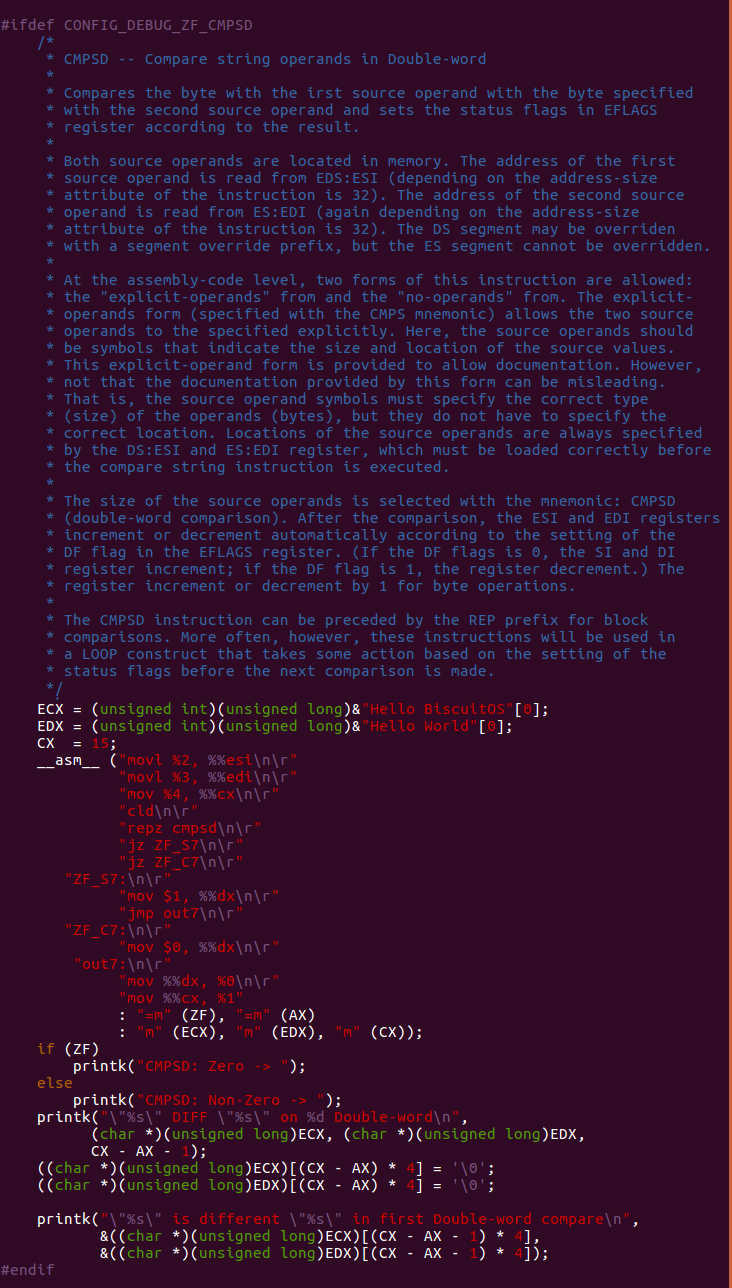 #ifdef CONFIG_DEBUG_ZF_CMPSD
    /*
     * CMPSD -- Compare string operands in Double-word
     *
     * Compares the byte with the irst source operand with the byte specified
     * with the second source operand and sets the status flags in EFLAGS
     * register according to the result.
     *
     * Both source operands are located in memory. The address of the first
     * source operand is read from EDS:ESI (depending on the address-size
     * attribute of the instruction is 32). The address of the second source
     * operand is read from ES:EDI (again depending on the address-size
     * attribute of the instruction is 32). The DS segment may be overriden
     * with a segment override prefix, but the ES segment cannot be overridden.
     *
     * At the assembly-code level, two forms of this instruction are allowed:
     * the "explicit-operands" from and the "no-operands" from. The explicit-
     * operands form (specified with the CMPS mnemonic) allows the two source
     * operands to the specified explicitly. Here, the source operands should
     * be symbols that indicate the size and location of the source values.
     * This explicit-operand form is provided to allow documentation. However,
     * not that the documentation provided by this form can be misleading.
     * That is, the source operand symbols must specify the correct type
     * (size) of the operands (bytes), but they do not have to specify the
     * correct location. Locations of the source operands are always specified
     * by the DS:ESI and ES:EDI register, which must be loaded correctly before
     * the compare string instruction is executed.
     *
     * The size of the source operands is selected with the mnemonic: CMPSD
     * (double-word comparison). After the comparison, the ESI and EDI registers
     * increment or decrement automatically according to the setting of the
     * DF flag in the EFLAGS register. (If the DF flags is 0, the SI and DI
     * register increment; if the DF flag is 1, the register decrement.) The
     * register increment or decrement by 1 for byte operations.
     *
     * The CMPSD instruction can be preceded by the REP prefix for block
     * comparisons. More often, however, these instructions will be used in
     * a LOOP construct that takes some action based on the setting of the
     * status flags before the next comparison is made.
     */
    ECX = (unsigned int)(unsigned long)&"Hello BiscuitOS"[0];
    EDX = (unsigned int)(unsigned long)&"Hello World"[0];
    CX  = 15;
    __asm__ ("movl %2, %%esi\n\r"
             "movl %3, %%edi\n\r"
             "mov %4, %%cx\n\r"
             "cld\n\r"
             "repz cmpsd\n\r"
             "jz ZF_S7\n\r"
             "jz ZF_C7\n\r"
       "ZF_S7:\n\r"
             "mov $1, %%dx\n\r"
             "jmp out7\n\r"
       "ZF_C7:\n\r"
             "mov $0, %%dx\n\r"
        "out7:\n\r"
             "mov %%dx, %0\n\r"
             "mov %%cx, %1"
             : "=m" (ZF), "=m" (AX)
             : "m" (ECX), "m" (EDX), "m" (CX));
    if (ZF)
        printk("CMPSD: Zero -> ");
    else
        printk("CMPSD: Non-Zero -> ");
    printk("\"%s\" DIFF \"%s\" on %d Double-word\n",
          (char *)(unsigned long)ECX, (char *)(unsigned long)EDX,
          CX - AX - 1);
    ((char *)(unsigned long)ECX)[(CX - AX) * 4] = '\0';
    ((char *)(unsigned long)EDX)[(CX - AX) * 4] = '\0';

    printk("\"%s\" is different \"%s\" in first Double-word compare\n",
           &((char *)(unsigned long)ECX)[(CX - AX - 1) * 4],
           &((char *)(unsigned long)EDX)[(CX - AX - 1) * 4]);
#endif